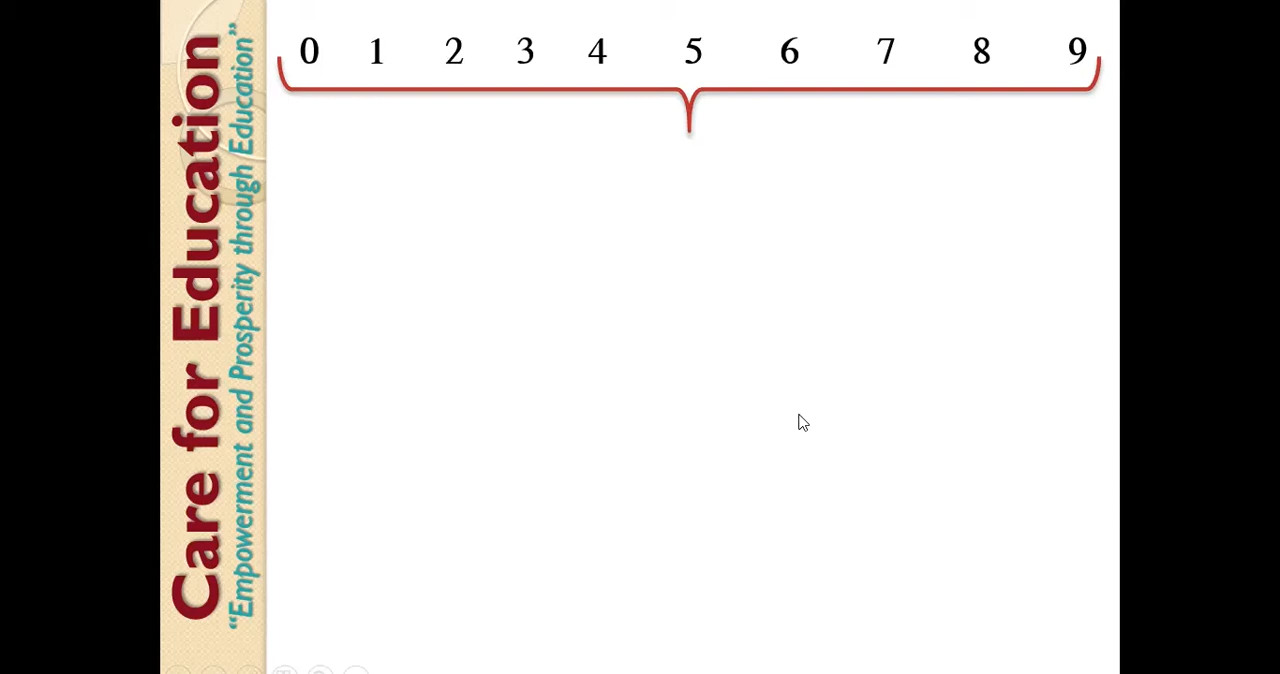 0 1 2 3 4 5 6 7 8 9
Care for Education
“Empowerment and Prosperity through Education”